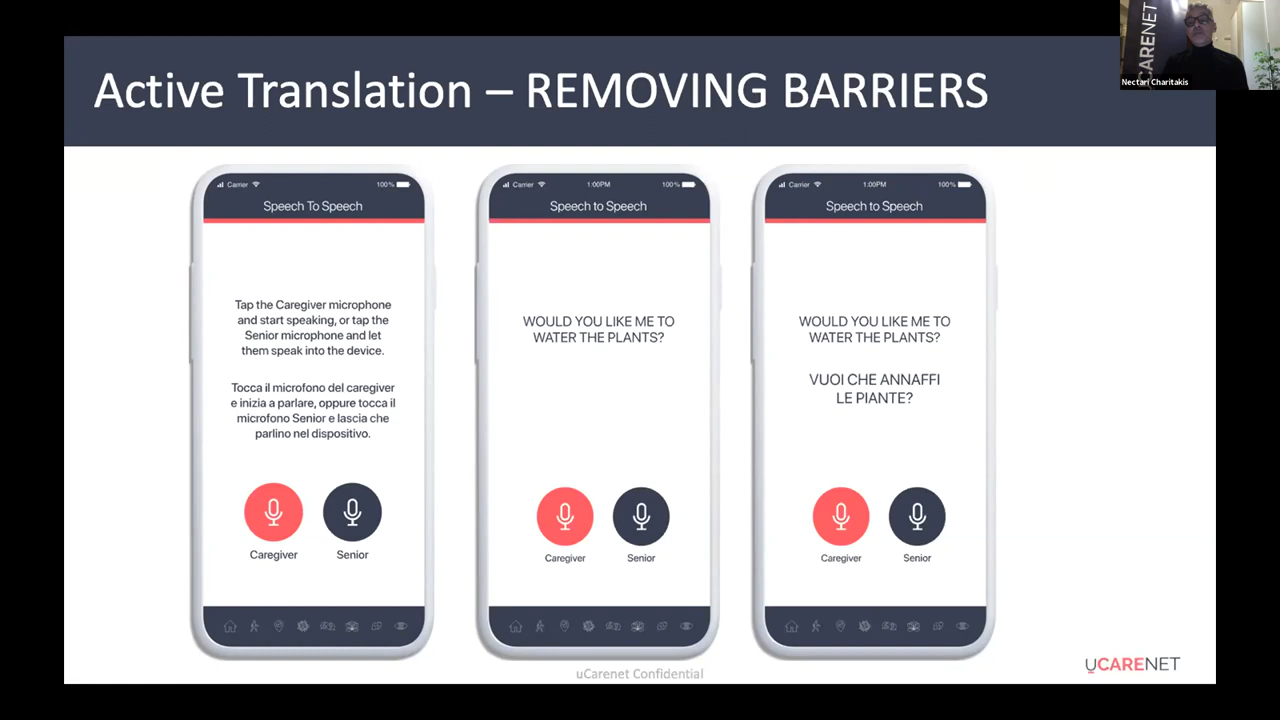 CARENET
Nectari Charitakis
Active Translation – REMOVING BARRIERS
Carrier
100%
Speech To Speech
Tap the Caregiver microphone
and start speaking, or tap the
Senior microphone and let
them speak into the device.
Tocca il microfono del caregiver
e inizia a parlare, oppure tocca il
microfono Senior e lascia che
parlino nel dispositivo.
Caregiver
Senior
Carrier
1:00PM
100%
Speech to Speech
WOULD YOU LIKE ME TO
WATER THE PLANTS?
Caregiver
Senior
Carrier
1:00PM
100%
Speech to Speech
WOULD YOU LIKE ME TO
WATER THE PLANTS?
VUOI CHE ANNAFFI
LE PIANTE?
Caregiver
Senior
uCarenet Confidential
uCARENET